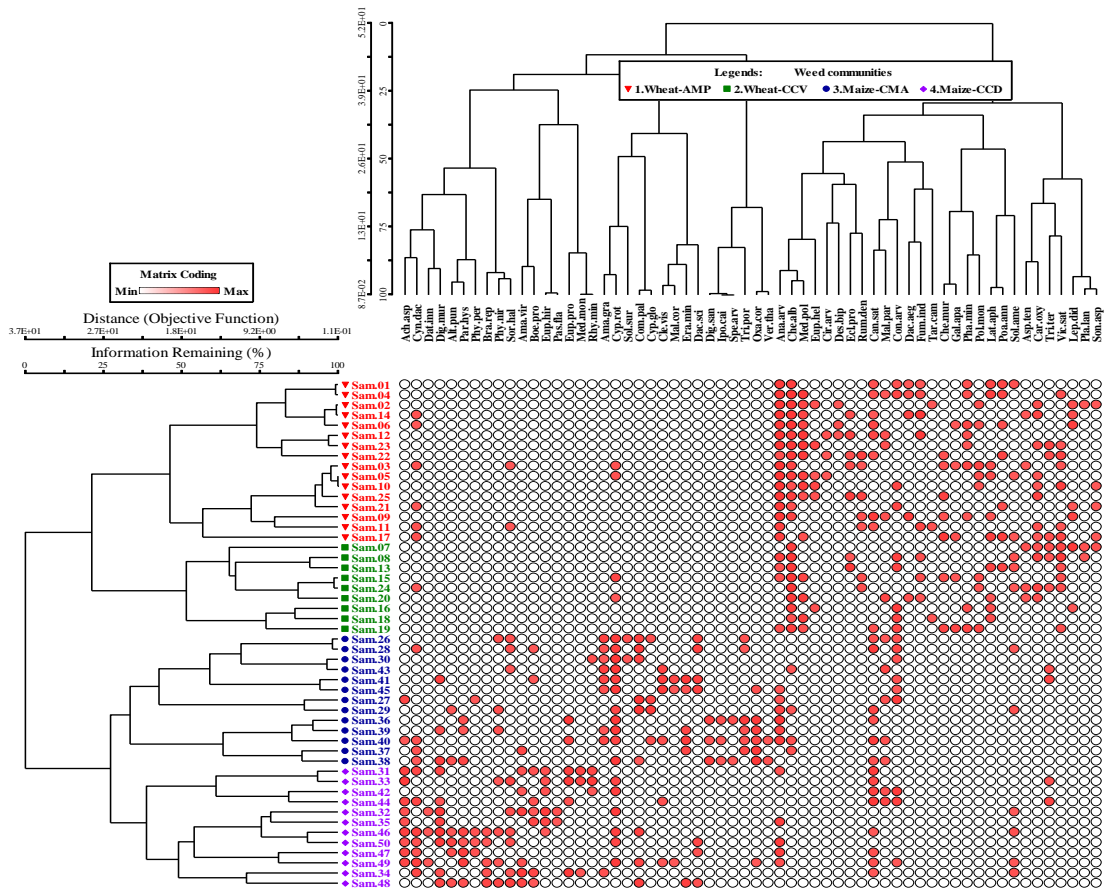 5.2E+01
3.9E+01
2.6E+01
1.3E+01
8.7E-02
0
25
50
75
100
Legends: Weed communities
1.Wheat-AMP 2.Wheat-CCV 3.Maize-CMA 4.Maize-CCD
Matrix Coding
Min Max
Distance (Objective Function)
3.7E+01 2.7E+01 1.8E+01 9.2E+00 1.1E-01
Information Remaining (%)
0 25 50 75 100
Ach.asp
Cyn.dac
Dat.inn
Dig.mur
Alt.pun
Par.hys
Phy.per
Bra.rep
Phy.nir
Sor.hal
Ama.vir
Boe.pro
Eup.hir
Pas.fla
Eup.pro
Med.mon
Rhy.min
Ama.gra
Cyp.rot
Sol.sur
Com.pal
Cyp.glo
Cle.vis
Mal.cor
Era.min
Dac.sci
Dig.san
Ipo.cai
Spe.arv
Tri.por
Oxa.cor
Ver.tha
Ana.arv
Che.alb
Med.pol
Eup.hel
Cir.arv
Des.bip
Ecl.pro
Rum.den
Can.sat
Mal.par
Con.arv
Dac.aeg
Fum.ind
Tar.cam
Che.mur
Gal.apa
Pha.min
Pol.mon
Lat.aph
Poa.ann
Sol.ame
Asp.ten
Car.oxy
Tri.ter
Vic.sat
Lep.did
Pla.lan
Son.asp
Sam.01
Sam.04
Sam.02
Sam.14
Sam.06
Sam.12
Sam.23
Sam.22
Sam.03
Sam.05
Sam.10
Sam.25
Sam.21
Sam.09
Sam.11
Sam.17
Sam.07
Sam.08
Sam.13
Sam.15
Sam.24
Sam.20
Sam.16
Sam.18
Sam.19
Sam.26
Sam.28
Sam.30
Sam.43
Sam.41
Sam.45
Sam.27
Sam.29
Sam.36
Sam.39
Sam.40
Sam.37
Sam.38
Sam.31
Sam.33
Sam.42
Sam.44
Sam.32
Sam.35
Sam.46
Sam.50
Sam.47
Sam.49
Sam.34
Sam.48